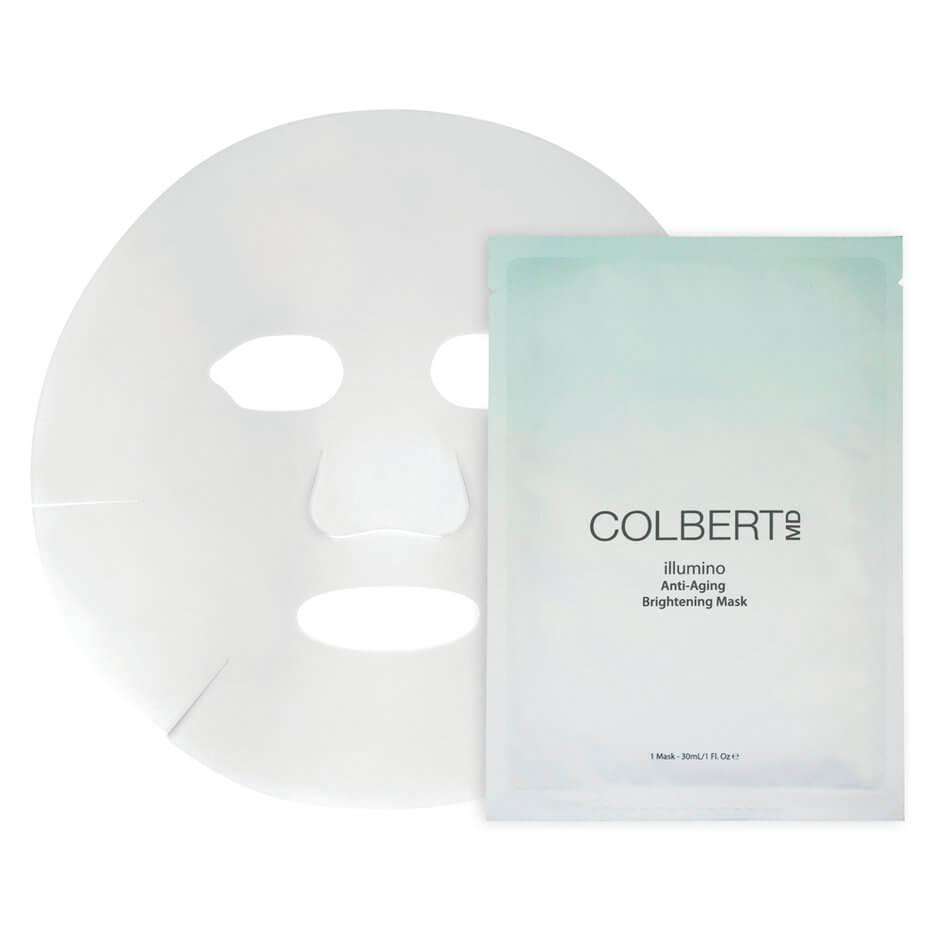 COLBERT MD
illumino
Anti-Aging
Brightening Mask
1 Mask - 30mL/1 Fl. Oz ℮